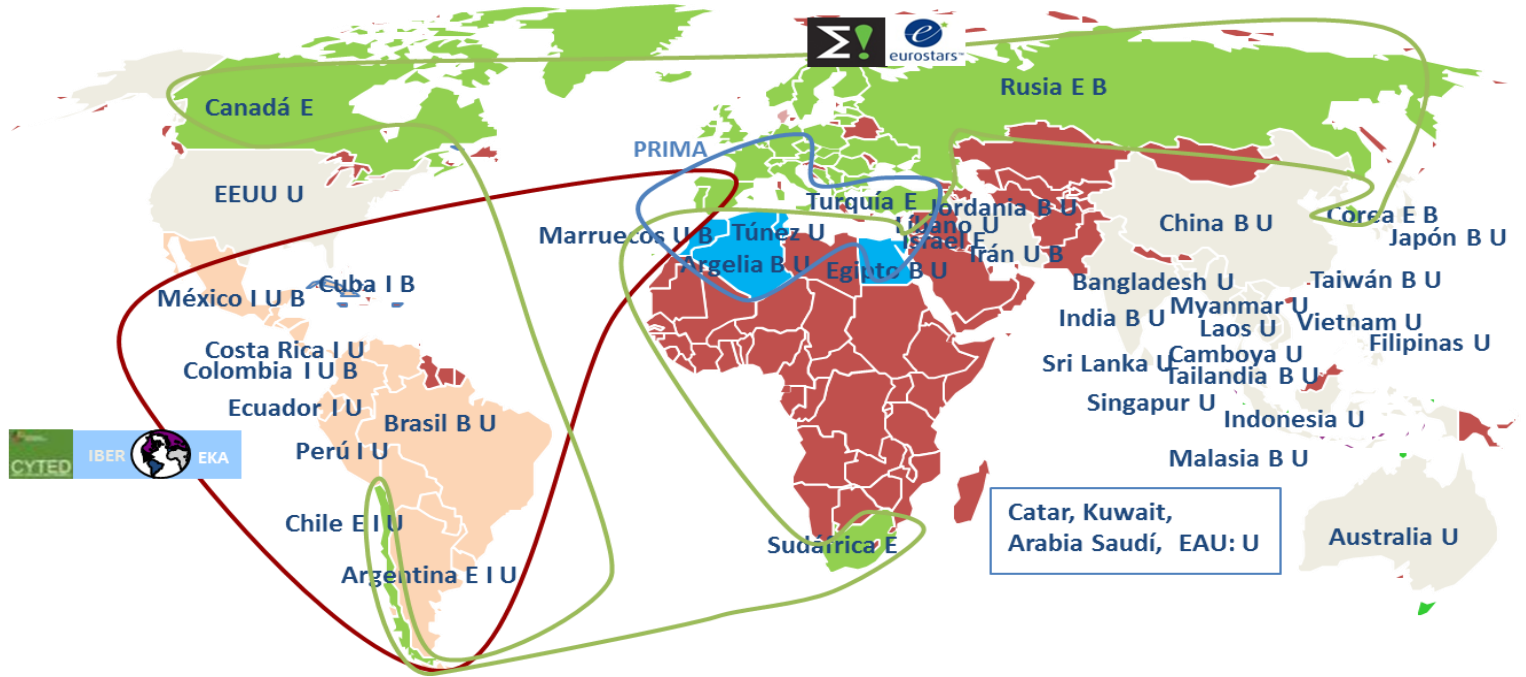 Σ!
e
eurostars™
Canadá E
Rusia E B
PRIMA
EEUU U
Turquía E
Jordania B U
Corea E B
China B U
Líbano U
Marruecos U B
Túnez U
Israel E
Japón B U
Irán U B
Argelia B U
Egipto B U
Cuba I B
Bangladesh U
Taiwán B U
México I U B
Myanmar U
India B U
Laos U
Vietnam U
Filipinas U
Costa Rica I U
Camboya U
Colombia I U B
Sri Lanka U
Tailandia B U
Ecuador I U
Brasil B U
Singapur U
Indonesia U
Perú I U
CYTED
IBER EKA
Malasia B U
Chile E I U
Catar, Kuwait,
Arabia Saudí, EAU: U
Sudáfrica E
Australia U
Argentina E I U